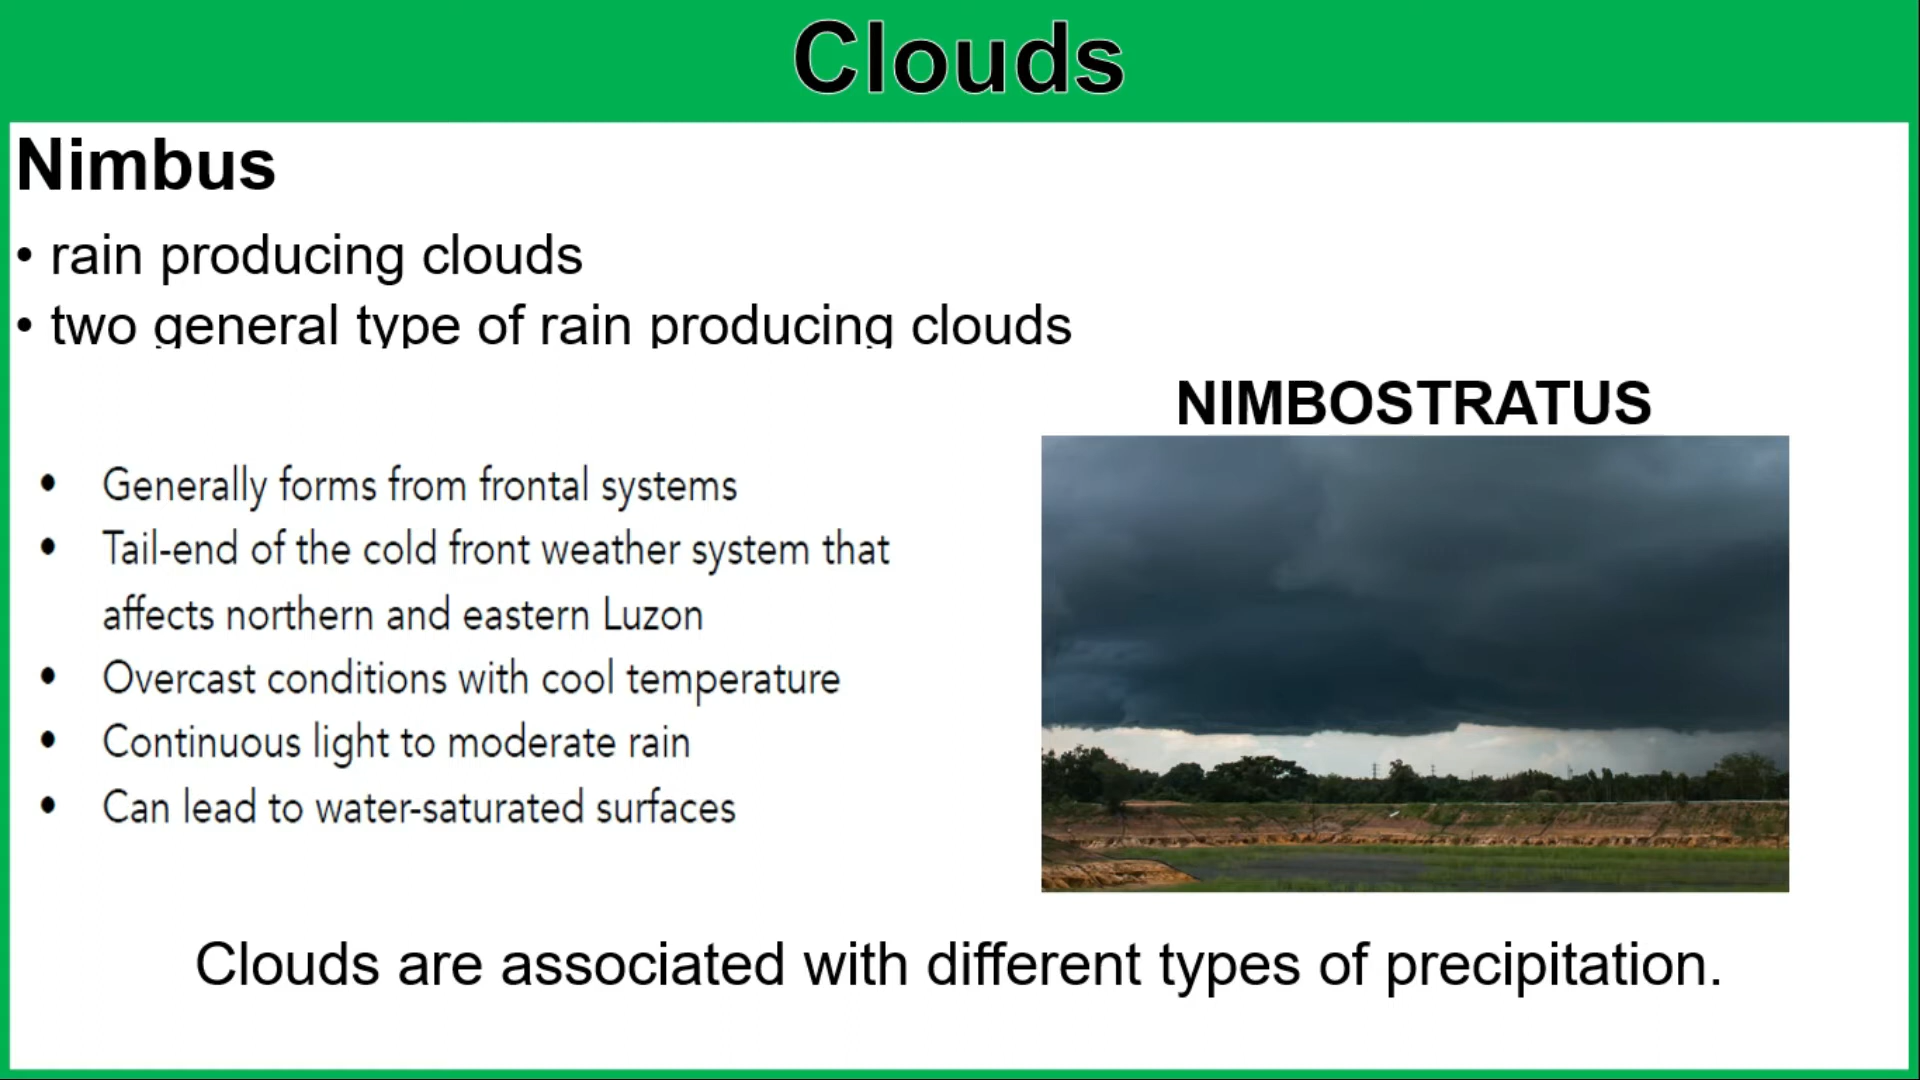 Clouds
Nimbus
• rain producing clouds
• two general type of rain producing clouds
NIMBOSTRATUS
• Generally forms from frontal systems
• Tail-end of the cold front weather system that
affects northern and eastern Luzon
• Overcast conditions with cool temperature
• Continuous light to moderate rain
• Can lead to water-saturated surfaces
Clouds are associated with different types of precipitation.